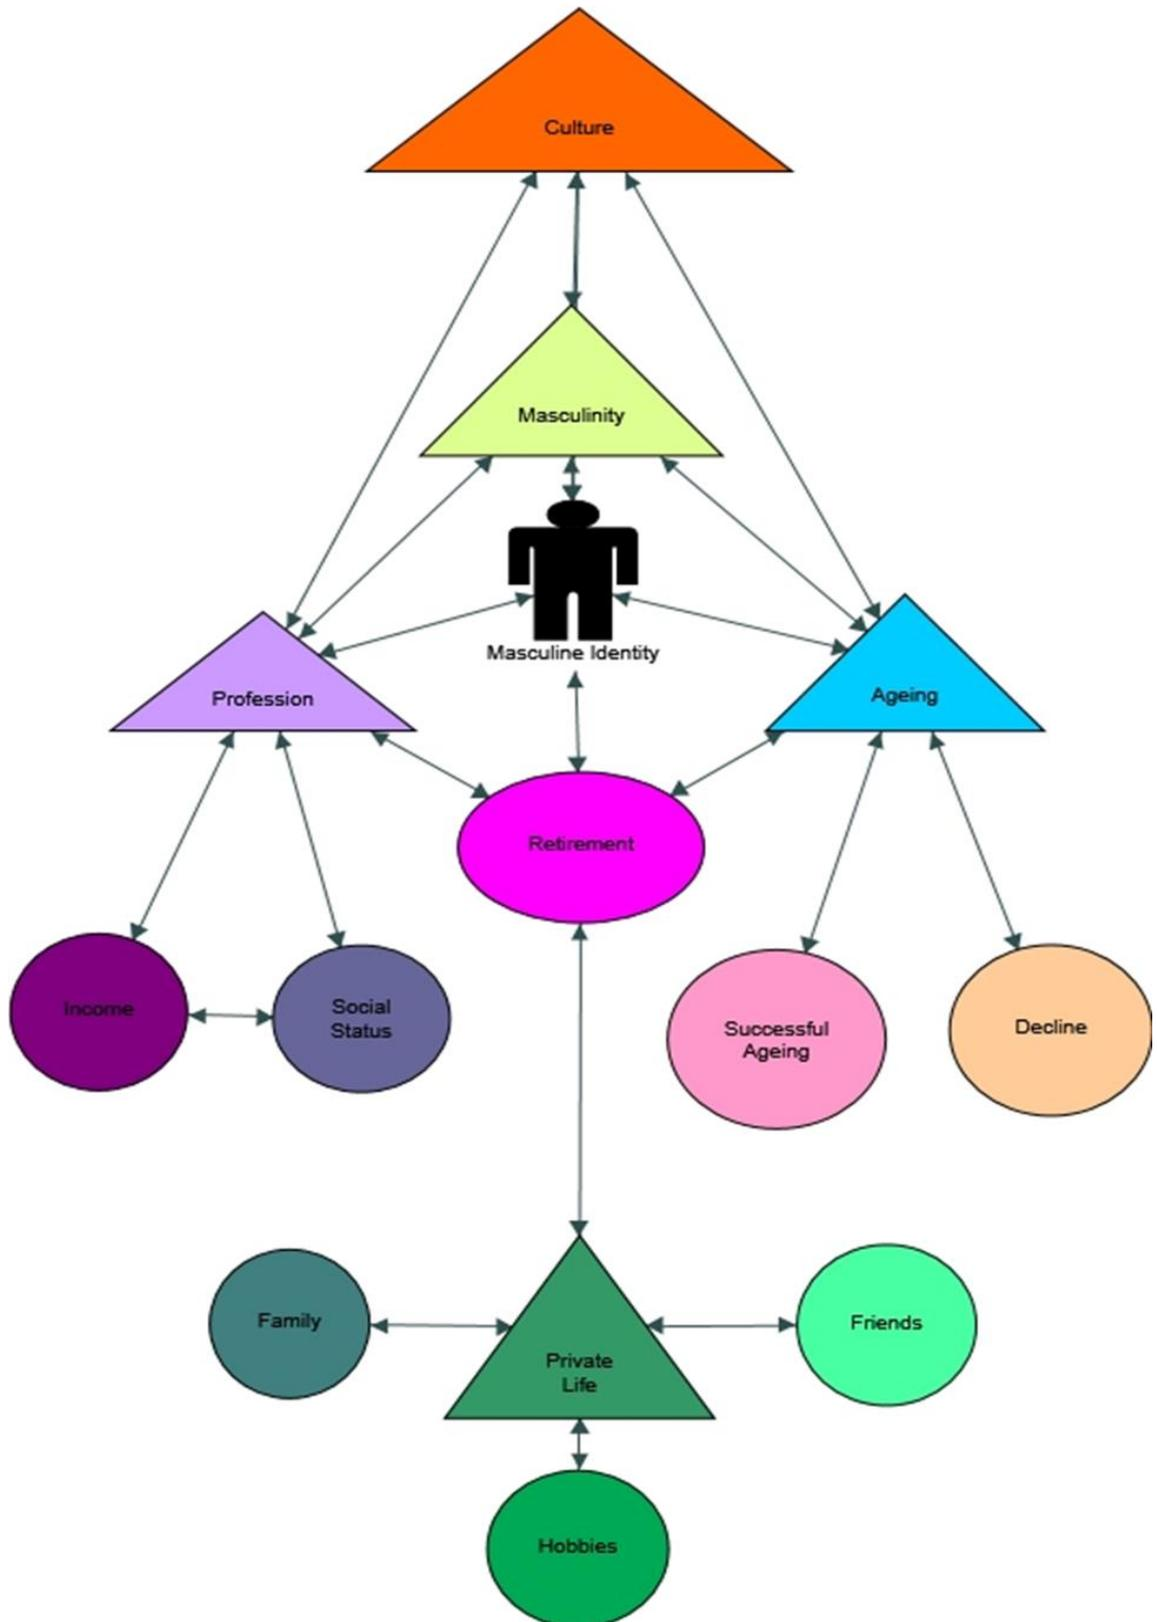 Culture
Masculinity
Masculine Identity
Profession
Ageing
Retirement
Income
Social
Status
Successful
Ageing
Decline
Family
Private
Life
Friends
Hobbies